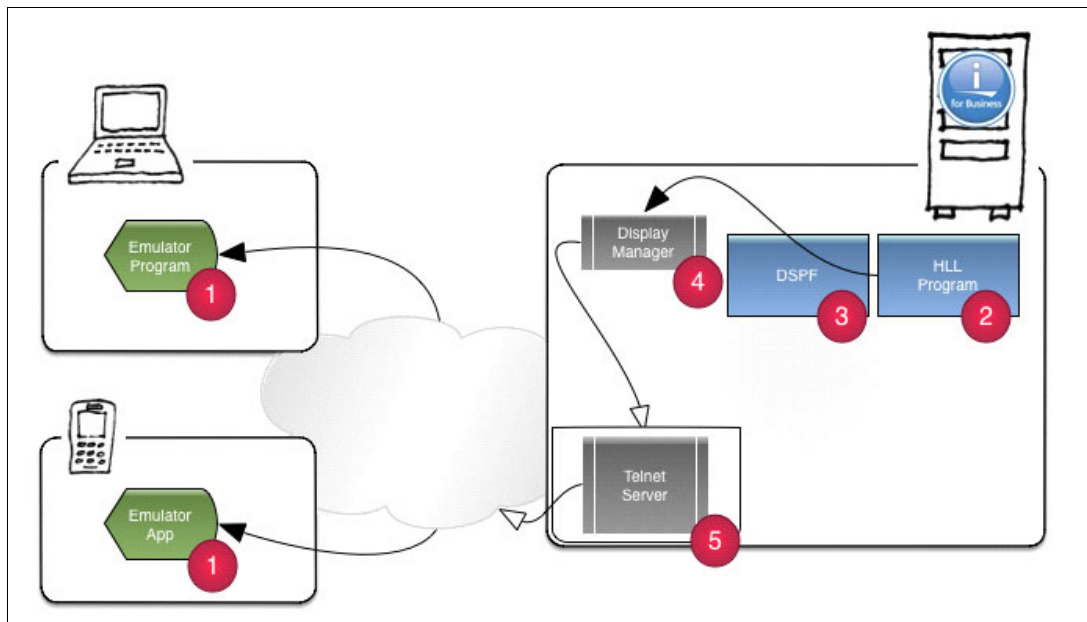 i
for Business
Emulator
Program
1
Display
Manager
4
DSPF
3
HLL
Program
2
Emulator
App
1
Telnet
Server
5